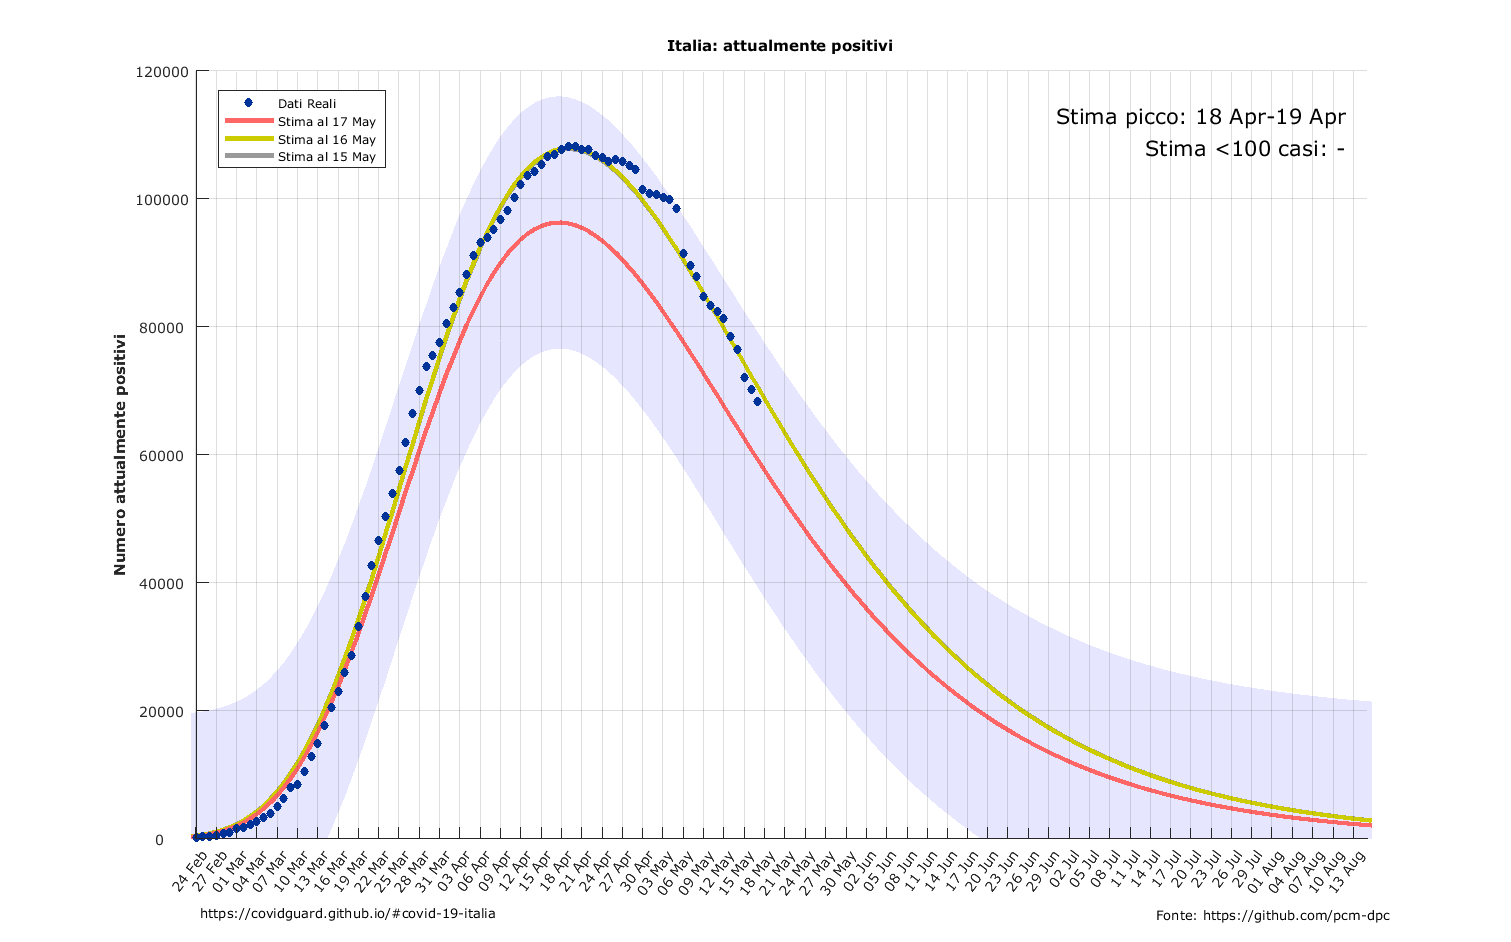 Italia: attualmente positivi
120000
100000
80000
60000
40000
20000
0
Numero attualmente positivi
Dati Reali
Stima al 17 May
Stima al 16 May
Stima al 15 May
Stima picco: 18 Apr-19 Apr
Stima <100 casi: -
24 Feb
27 Feb
01 Mar
04 Mar
07 Mar
10 Mar
13 Mar
16 Mar
19 Mar
22 Mar
25 Mar
28 Mar
31 Mar
03 Apr
06 Apr
09 Apr
12 Apr
15 Apr
18 Apr
21 Apr
24 Apr
27 Apr
30 Apr
03 May
06 May
09 May
12 May
15 May
18 May
21 May
24 May
27 May
30 May
02 Jun
05 Jun
08 Jun
11 Jun
14 Jun
17 Jun
20 Jun
23 Jun
26 Jun
29 Jun
02 Jul
05 Jul
08 Jul
11 Jul
14 Jul
17 Jul
20 Jul
23 Jul
26 Jul
29 Jul
01 Aug
04 Aug
07 Aug
10 Aug
13 Aug
https://covidguard.github.io/#covid-19-italia
Fonte: https://github.com/pcm-dpc